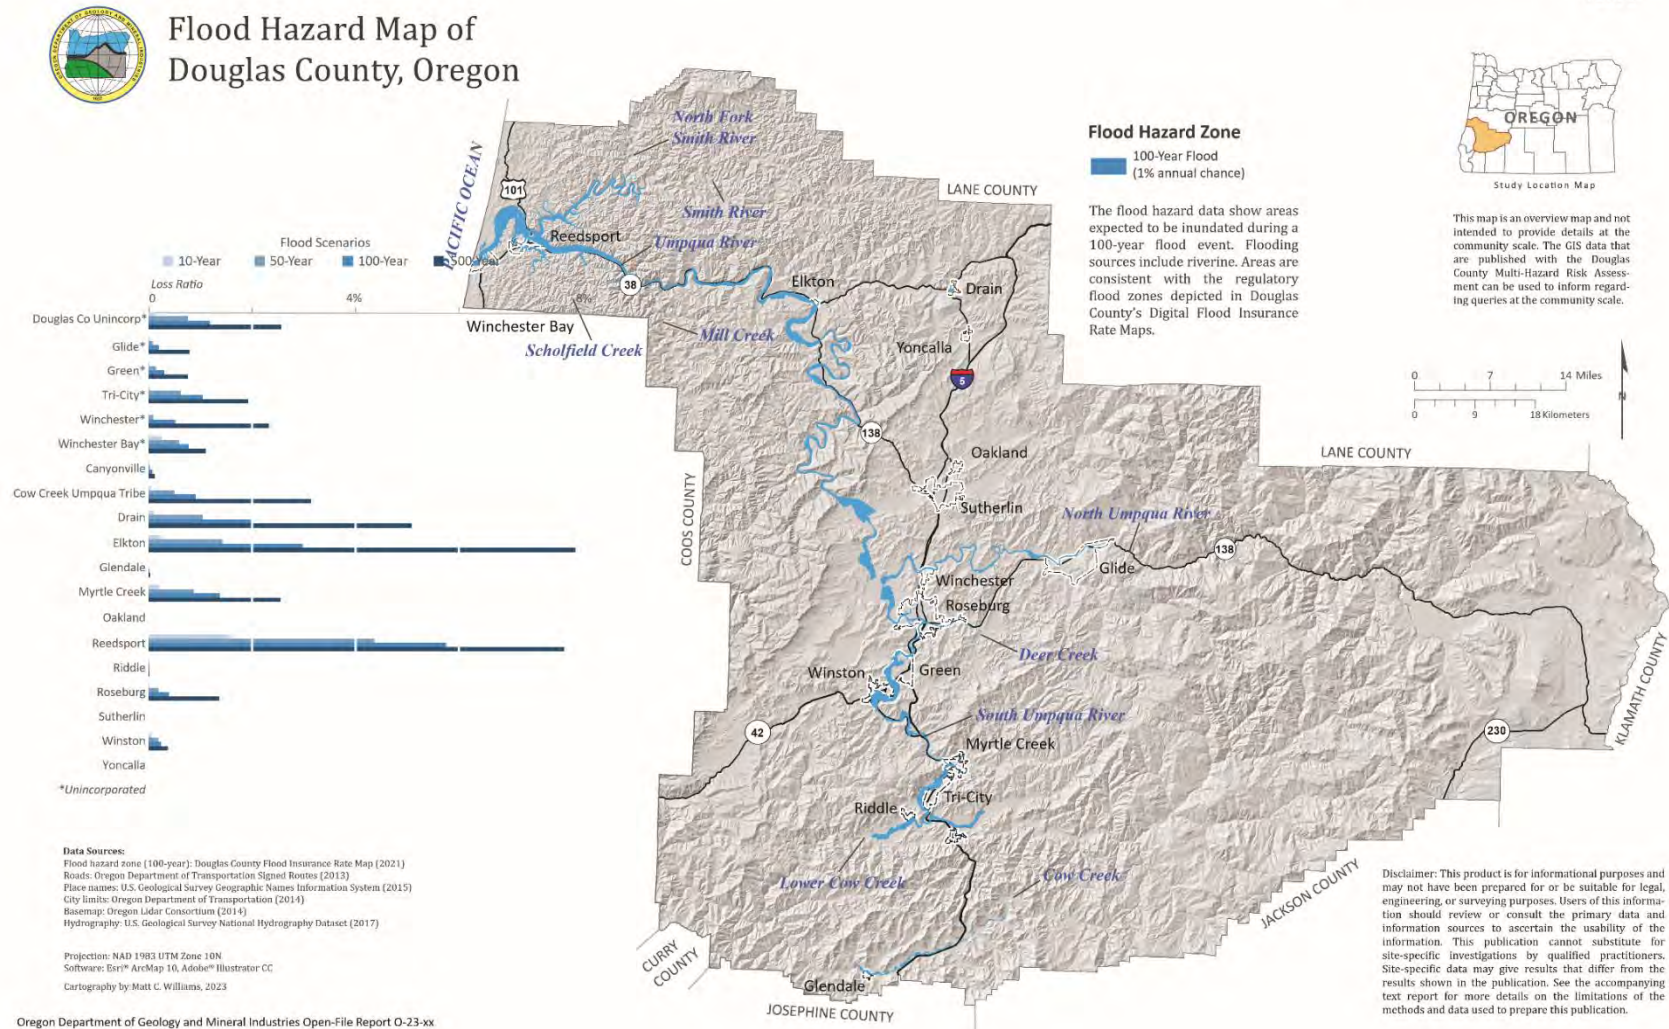 Flood Hazard Map of
Douglas County, Oregon
Flood Scenarios
10-Year
50-Year
100-Year
500-Year
Loss Ratio
0
4%
8%
Douglas Co Unincorp*
Glide*
Green*
Tri-City*
Winchester*
Winchester Bay*
Canyonville
Cow Creek Umpqua Tribe
Drain
Elkton
Glendale
Myrtle Creek
Oakland
Reedsport
Riddle
Roseburg
Sutherlin
Winston
Yoncalla
*Unincorporated
PACIFIC OCEAN
101
North Fork
Smith River
Smith River
Reedsport
Umpqua River
38
Winchester Bay
Scholfield Creek
Mill Creek
Elkton
Drain
Yoncalla
5
138
Oakland
Sutherlin
North Umpqua River
138
Glide
Winchester
Roseburg
Deer Creek
Winston
Green
South Umpqua River
42
Myrtle Creek
Tri-City
Riddle
Lower Cow Creek
Cow Creek
Glendale
230
LANE COUNTY
LANE COUNTY
COOS COUNTY
CURRY
COUNTY
JOSEPHINE COUNTY
JACKSON COUNTY
KLAMATH COUNTY
Flood Hazard Zone
100-Year Flood
(1% annual chance)
The flood hazard data show areas
expected to be inundated during a
100-year flood event. Flooding
sources include riverine. Areas are
consistent with the regulatory
flood zones depicted in Douglas
County's Digital Flood Insurance
Rate Maps.
OREGON
Study Location Map
This map is an overview map and not
intended to provide details at the
community scale. The GIS data that
are published with the Douglas
County Multi-Hazard Risk Assess-
ment can be used to inform regard-
ing queries at the community scale.
0 7 14 Miles
0 9 18 Kilometers
N
Data Sources:
Flood hazard zone (100-year): Douglas County Flood Insurance Rate Map (2021)
Roads: Oregon Department of Transportation Signed Routes (2013)
Place names: U.S. Geological Survey Geographic Names Information System (2015)
City limits: Oregon Department of Transportation (2014)
Basemap: Oregon Lidar Consortium (2014)
Hydrography: U.S. Geological Survey National Hydrography Dataset (2017)
Projection: NAD 1983 UTM Zone 10N
Software: Esri® ArcMap 10, Adobe® Illustrator CC
Cartography by Matt C. Williams, 2023
Oregon Department of Geology and Mineral Industries Open-File Report O-23-xx
Disclaimer: This product is for informational purposes and
may not have been prepared for or be suitable for legal,
engineering, or surveying purposes. Users of this informa-
tion should review or consult the primary data and
information sources to ascertain the usability of the
information. This publication cannot substitute for
site-specific investigations by qualified practitioners.
Site-specific data may give results that differ from the
results shown in the publication. See the accompanying
text report for more details on the limitations of the
methods and data used to prepare this publication.